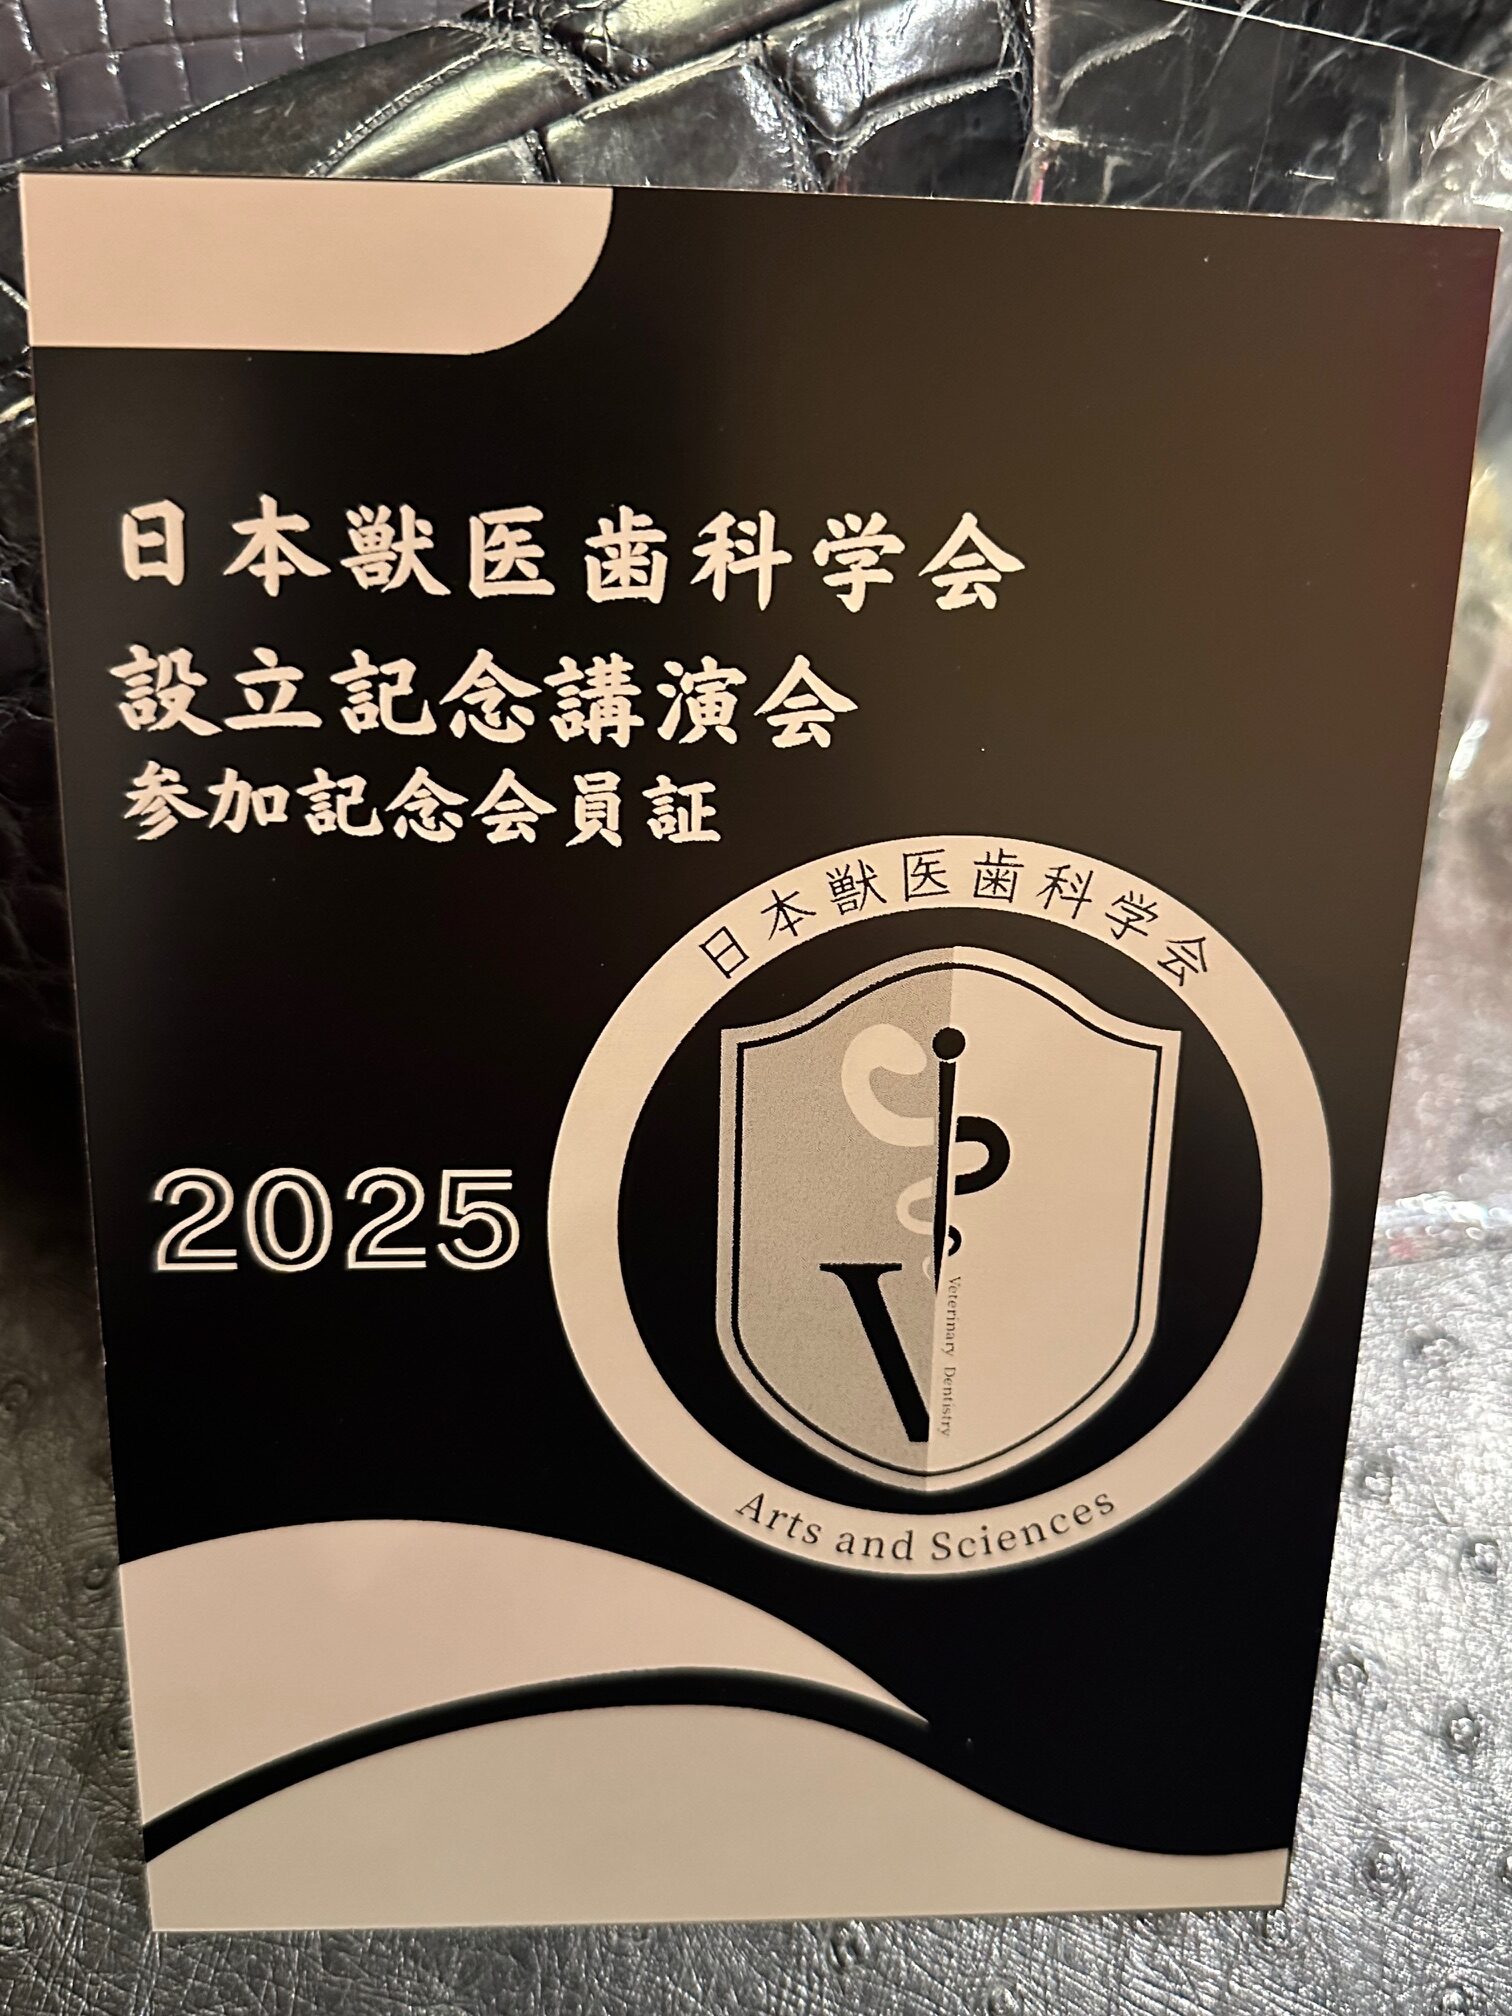 日本獣医歯科学会
設立記念講演会
参加記念会員証
2025
日本獣医歯科学会
V
Veterinary Dentistry
Arts and Sciences